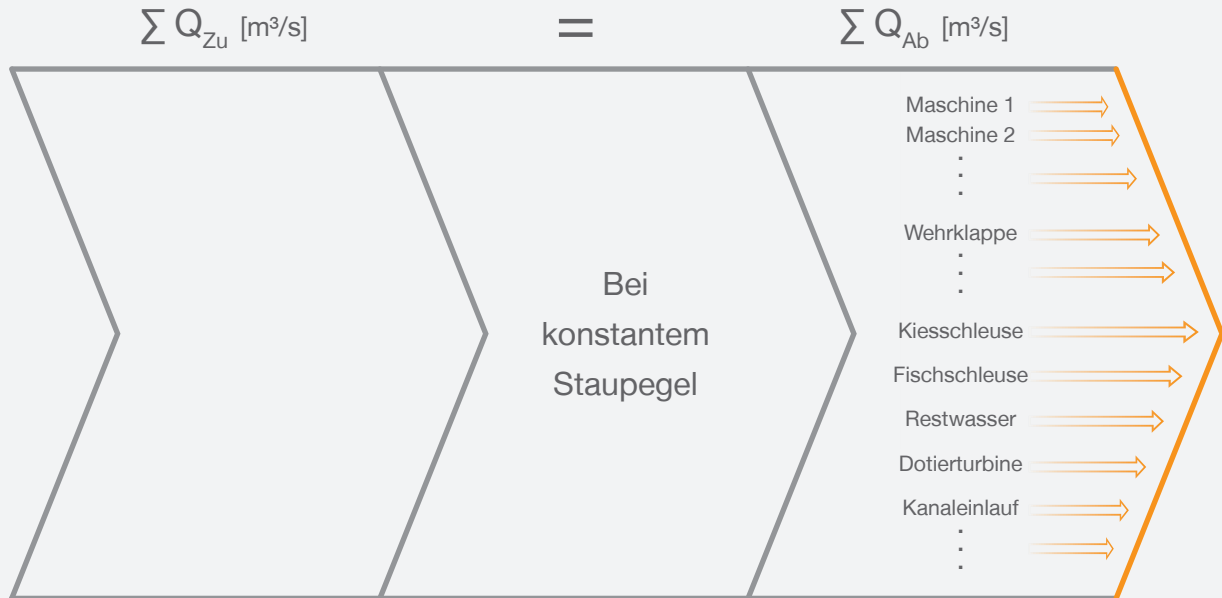 ∑ Q_Zu [m³/s] = ∑ Q_Ab [m³/s]
Maschine 1
Maschine 2
Wehrklappe
Bei
konstantem
Staupegel
Kiesschleuse
Fischschleuse
Restwasser
Dotierturbine
Kanaleinlauf